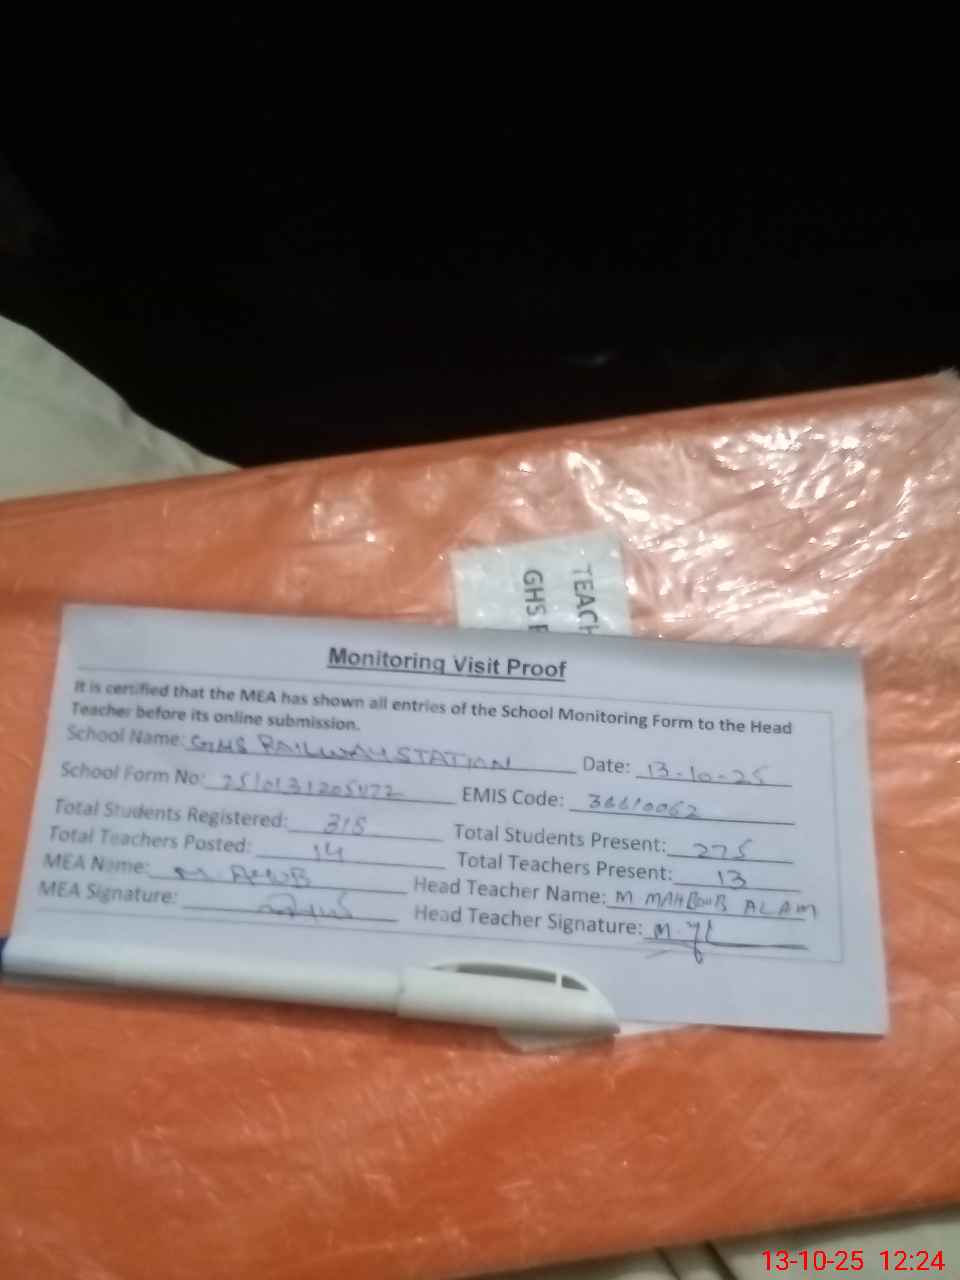 TEACH
GHS
Monitoring Visit Proof
It is certified that the MEA has shown all entries of the School Monitoring Form to the Head
Teacher before its online submission.
School Name: GHS RAILWAY STATION Date: 13-10-25
School Form No: EMIS Code:
Total Students Registered: 315 Total Students Present: 275
Total Teachers Posted: 14 Total Teachers Present: 13
MEA Name: M. Head Teacher Name: M MAHBOUB ALAM
MEA Signature: Head Teacher Signature:
13-10-25 12:24